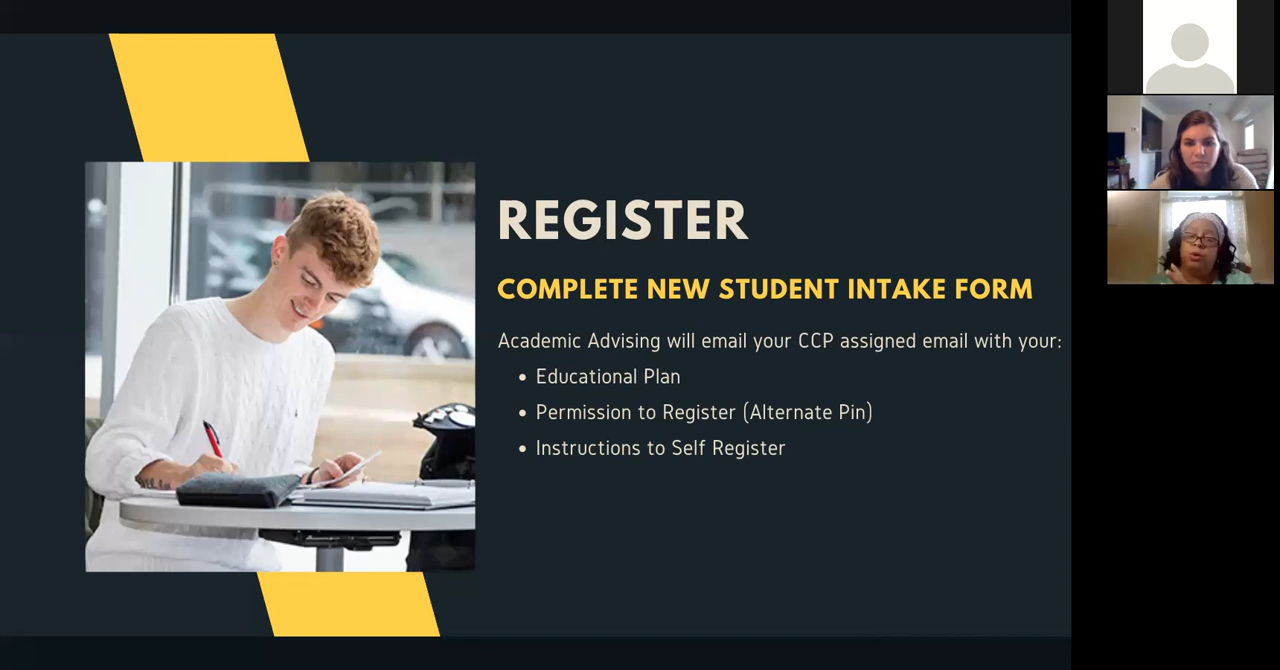 REGISTER
COMPLETE NEW STUDENT INTAKE FORM
Academic Advising will email your CCP assigned email with your:
• Educational Plan
• Permission to Register (Alternate Pin)
• Instructions to Self Register